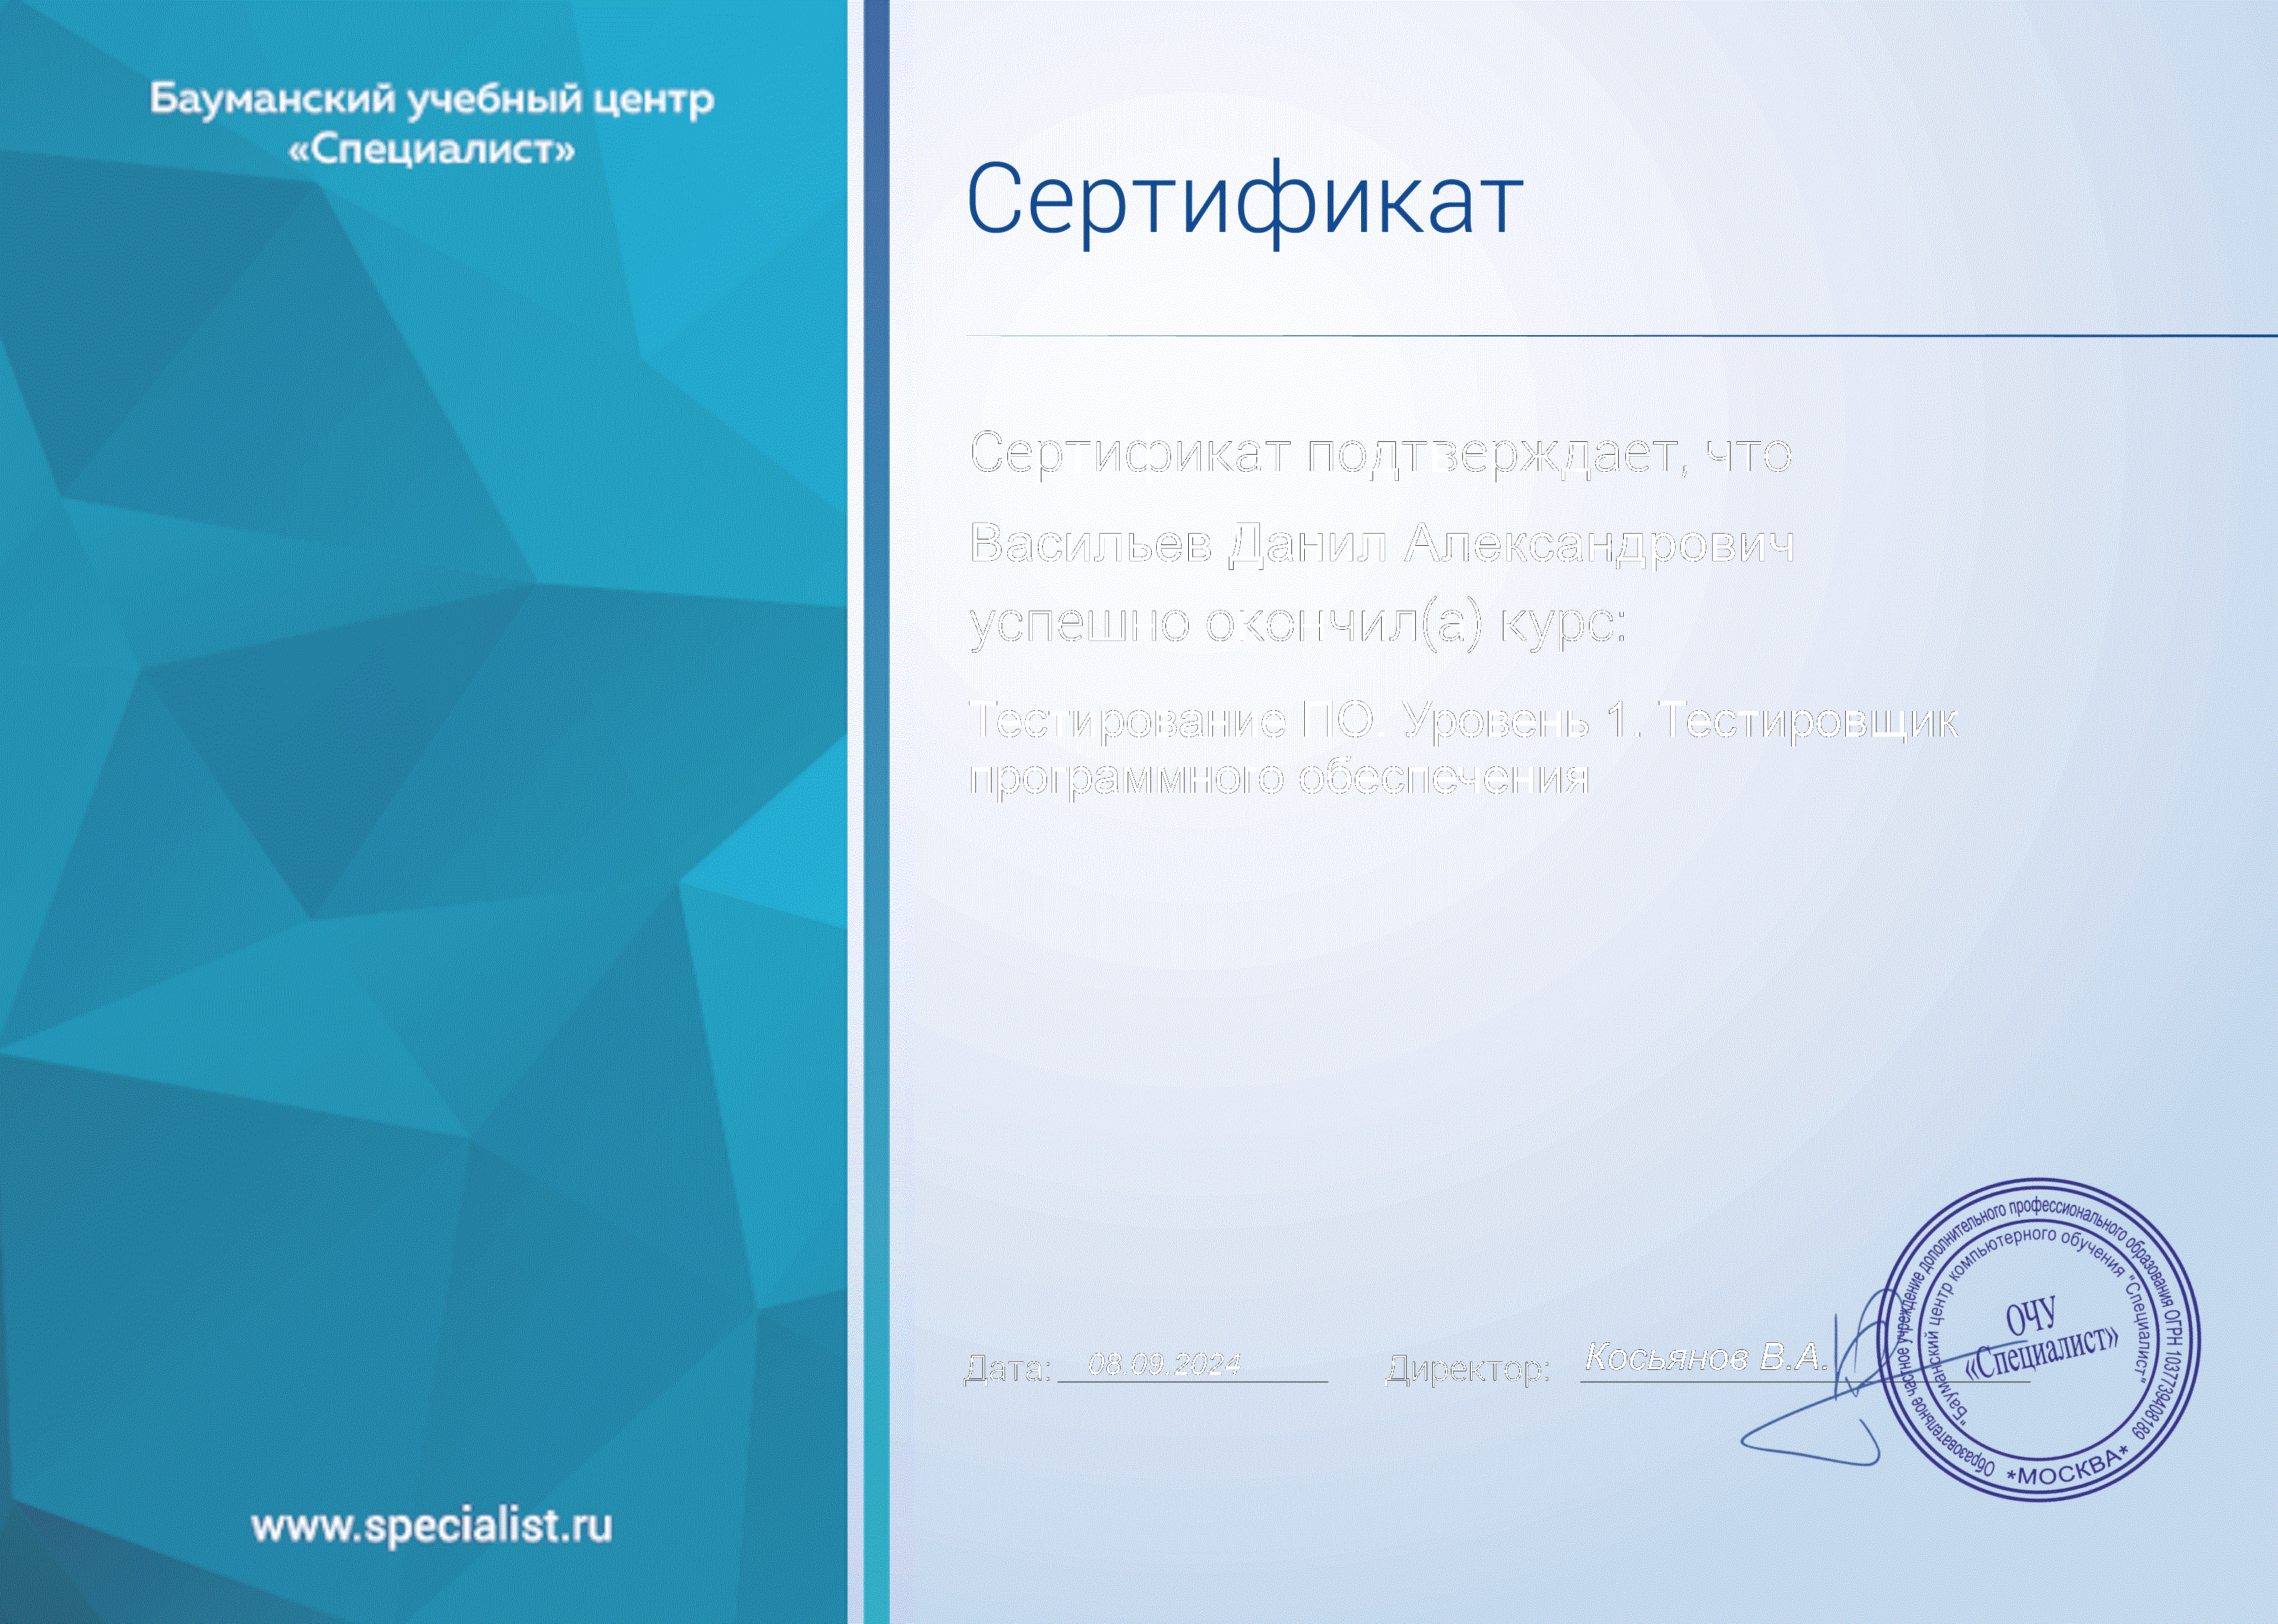 Бауманский учебный центр
«Специалист»
Сертификат
Сертификат подтверждает, что
Васильев Данил Александрович
успешно окончил(а) курс:
Тестирование ПО. Уровень 1. Тестировщик
программного обеспечения
Дата: 08.09.2024 Директор: Косьянов В.А.
Образовательное частное учреждение дополнительного профессионального образования ОГРН 1037739408189
"Бауманский центр компьютерного обучения "Специалист"
ОЧУ
«Специалист»
*МОСКВА*
www.specialist.ru